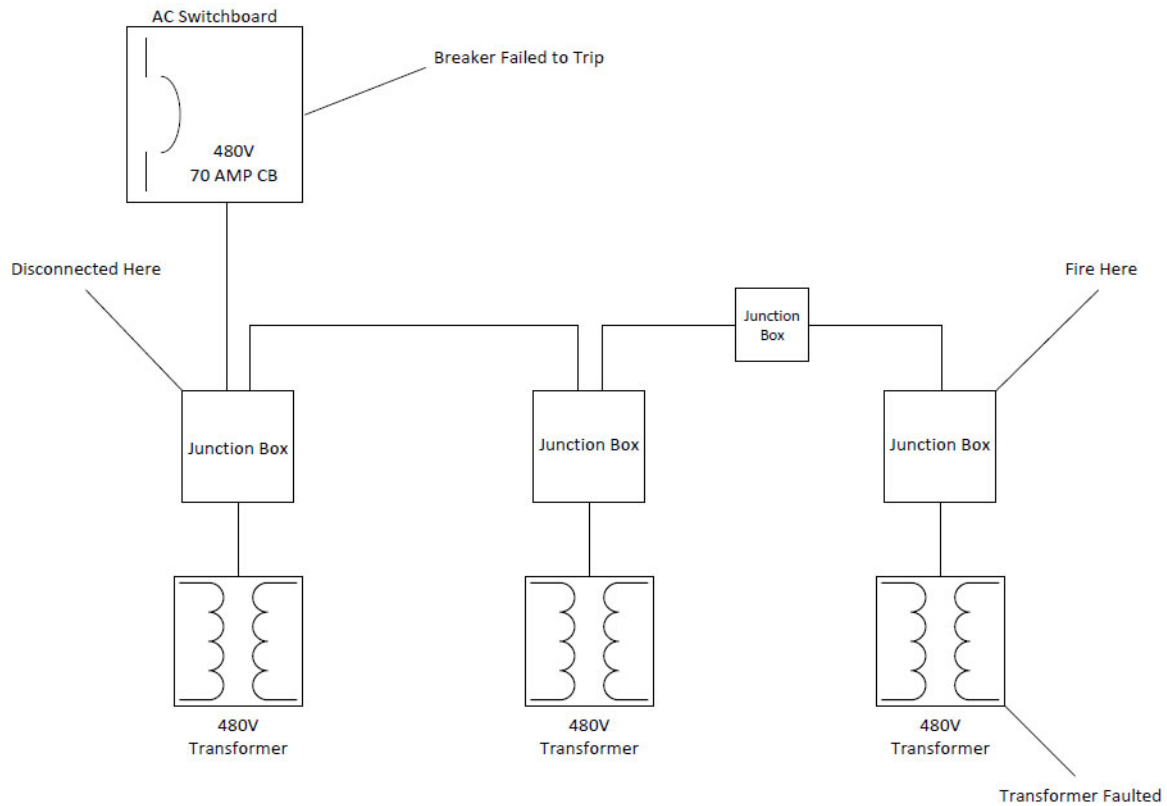 AC Switchboard
Breaker Failed to Trip
480V
70 AMP CB
Disconnected Here
Fire Here
Junction
Box
Junction Box
Junction Box
Junction Box
480V
Transformer
480V
Transformer
480V
Transformer
Transformer Faulted